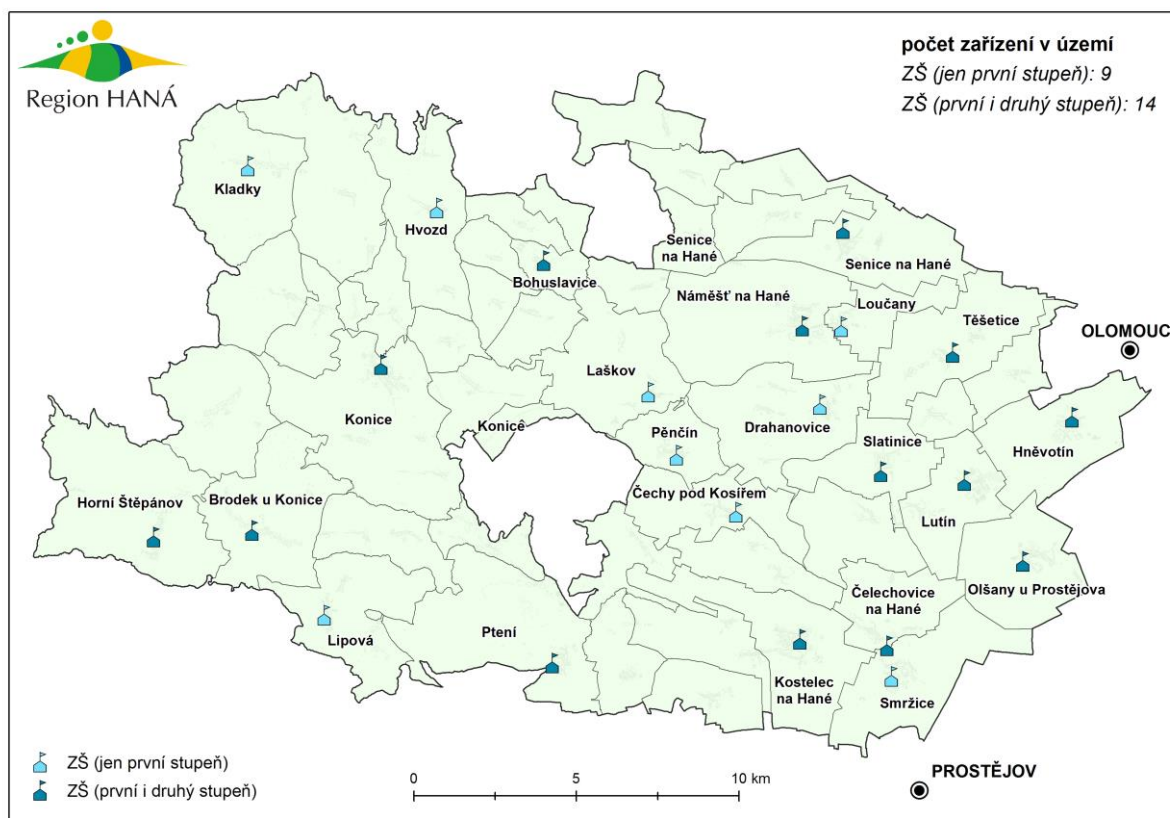 Region HANÁ
počet zařízení v území
ZŠ (jen první stupeň): 9
ZŠ (první i druhý stupeň): 14
Kladky
Hvozd
Bohuslavice
Senice
na Hané
Senice na Hané
Náměšť na Hané
Loučany
Těšetice
OLOMOUC
Laškov
Konice
Konice
Pěnčín
Drahanovice
Slatinice
Hněvotín
Horní Štěpánov
Brodek u Konice
Čechy pod Kosířem
Lutín
Čelechovice
na Hané
Olšany u Prostějova
Lipová
Ptení
Kostelec
na Hané
Smržice
ZŠ (jen první stupeň)
ZŠ (první i druhý stupeň)
0 5 10 km
PROSTĚJOV